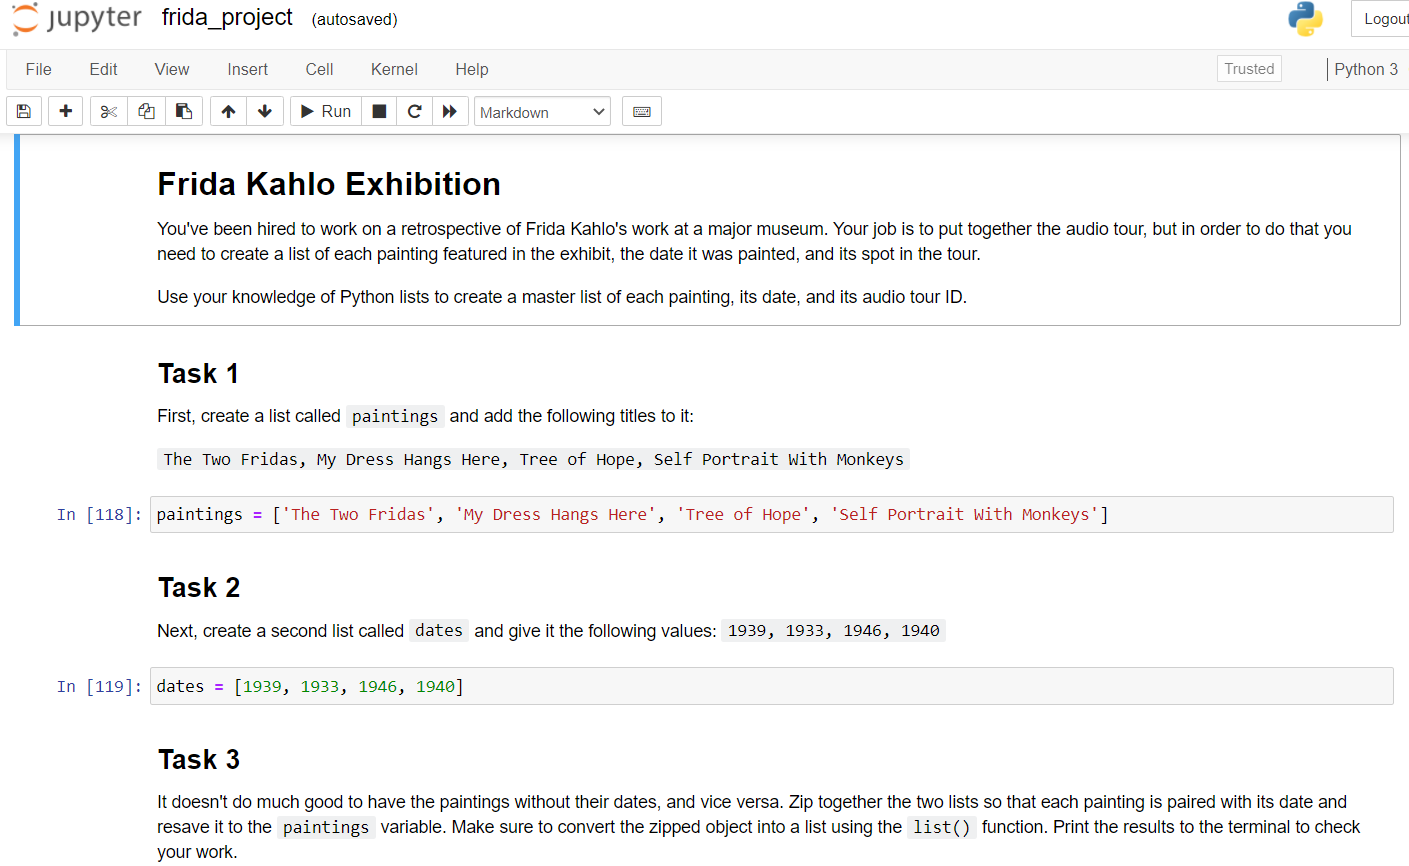 jupyter frida_project (autosaved) Logout
File Edit View Insert Cell Kernel Help Trusted Python 3
Run Markdown
Frida Kahlo Exhibition
You've been hired to work on a retrospective of Frida Kahlo's work at a major museum. Your job is to put together the audio tour, but in order to do that you
need to create a list of each painting featured in the exhibit, the date it was painted, and its spot in the tour.
Use your knowledge of Python lists to create a master list of each painting, its date, and its audio tour ID.
Task 1
First, create a list called paintings and add the following titles to it:
The Two Fridas, My Dress Hangs Here, Tree of Hope, Self Portrait With Monkeys
In [118]: paintings = ['The Two Fridas', 'My Dress Hangs Here', 'Tree of Hope', 'Self Portrait With Monkeys']
Task 2
Next, create a second list called dates and give it the following values: 1939, 1933, 1946, 1940
In [119]: dates = [1939, 1933, 1946, 1940]
Task 3
It doesn't do much good to have the paintings without their dates, and vice versa. Zip together the two lists so that each painting is paired with its date and
resave it to the paintings variable. Make sure to convert the zipped object into a list using the list() function. Print the results to the terminal to check
your work.